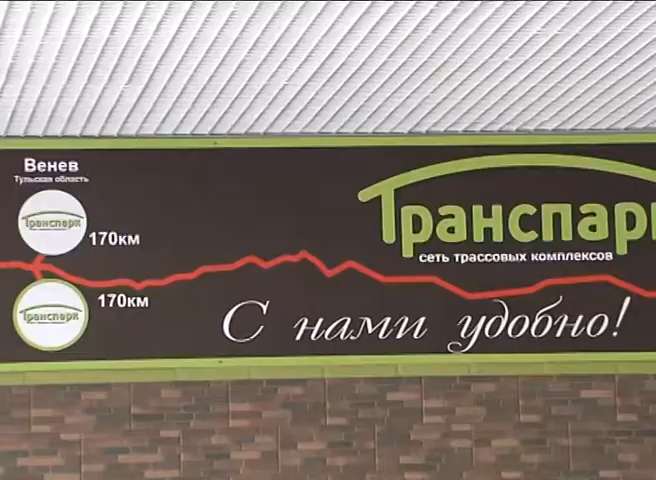 Венев
Тульская область
Транспарк
170км
Транспарк
170км
Транспарк
сеть трассовых комплексов
С нами удобно!